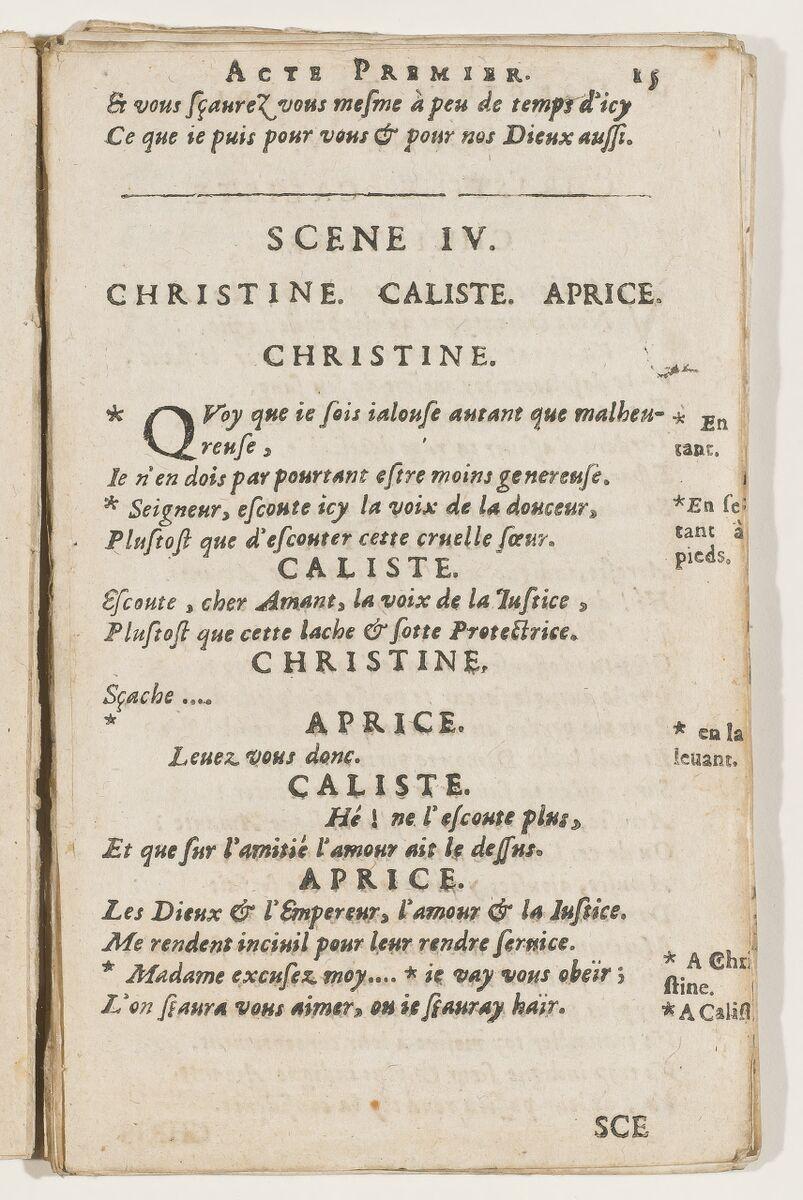 ACTE PREMIER. 15
Et vous sçaurez vous mesme à peu de temps d'icy
Ce que ie puis pour vous & pour nos Dieux aussi.
SCENE IV.
CHRISTINE. CALISTE. APRICE.
CHRISTINE.
* QVoy que ie sois ialouse autant que malheu-
reuse,
* En
tant.
Ie n'en dois par pourtant estre moins genereuse.
* Seigneur, escoute icy la voix de la douceur,
Plustost que d'escouter cette cruelle sœur.
*En se
tant à
pieds.
CALISTE.
Escoute, cher Amant, la voix de la Iustice,
Plustost que cette lache & sotte Protectrice.
CHRISTINE,
Sçache ....
* APRICE.
Leuez vous donc.
* en la
leuant.
CALISTE.
Hé ! ne l'escoute plus,
Et que sur l'amitié l'amour ait le dessus.
APRICE.
Les Dieux & l'Empereur, l'amour & la Iustice.
Me rendent inciuil pour leur rendre seruice.
* Madame excusez moy.... * ie vay vous obeïr ;
L'on sçaura vous aimer, ou ie sçauray haïr.
* A Chri
stine.
* A Calist
SCE